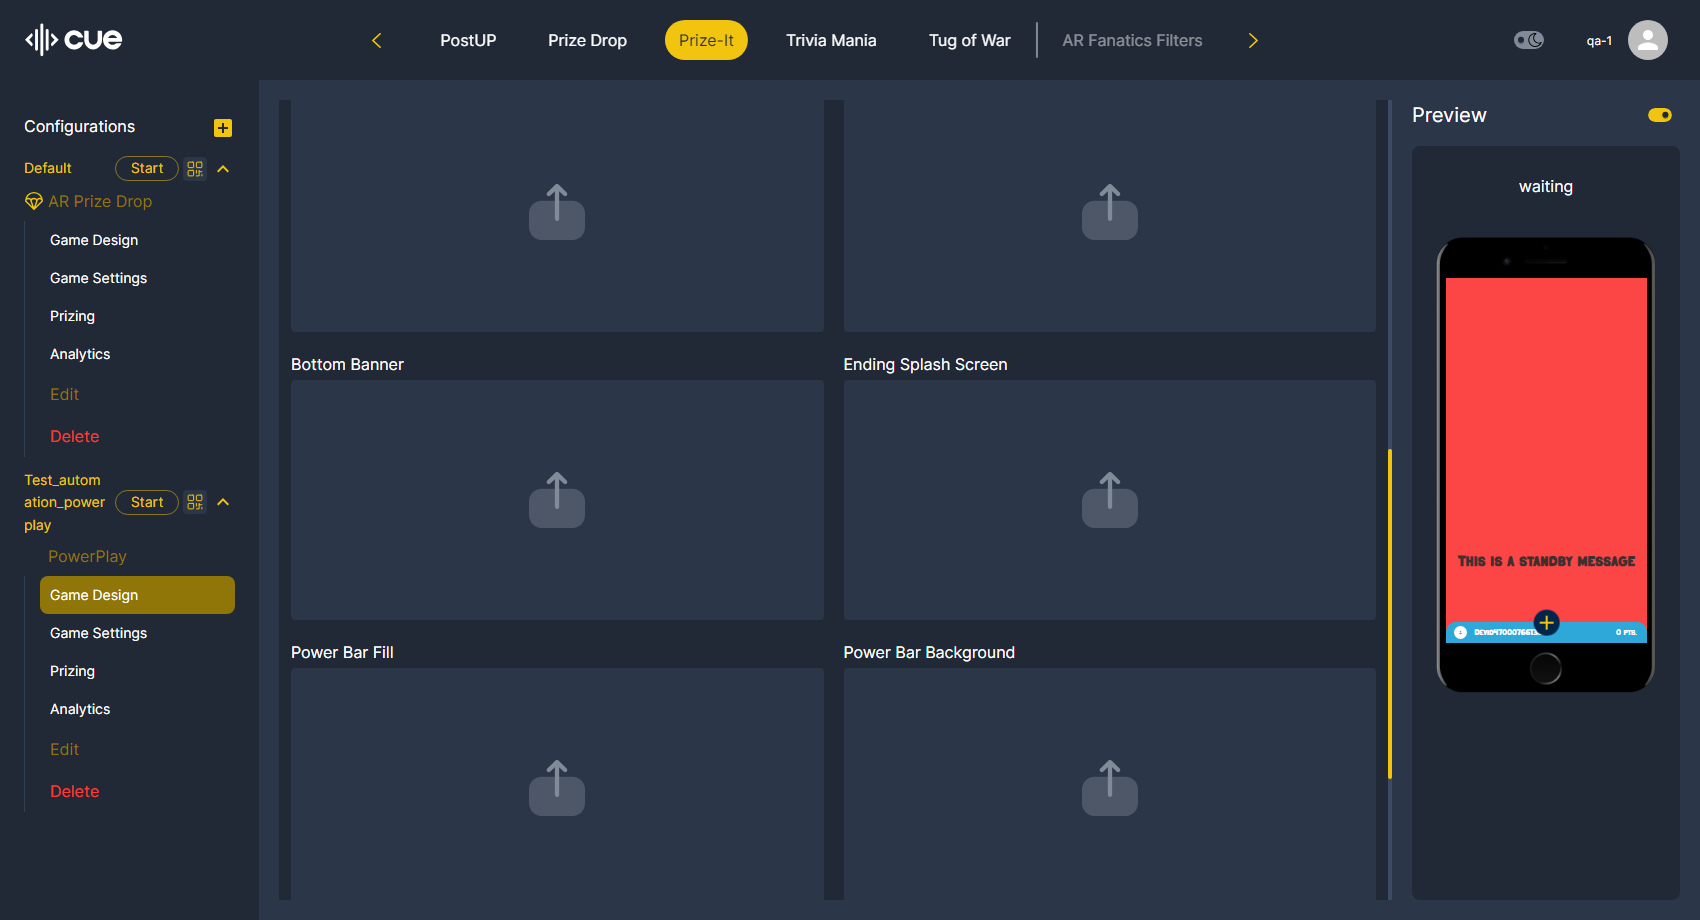 cue
PostUP
Prize Drop
Prize-It
Trivia Mania
Tug of War
AR Fanatics Filters
qa-1
Configurations
Default
Start
AR Prize Drop
Game Design
Game Settings
Prizing
Analytics
Edit
Delete
Test_autom
ation_power
play
Start
PowerPlay
Game Design
Game Settings
Prizing
Analytics
Edit
Delete
Bottom Banner
Ending Splash Screen
Power Bar Fill
Power Bar Background
Preview
waiting
This is a standby message
0 PTS.